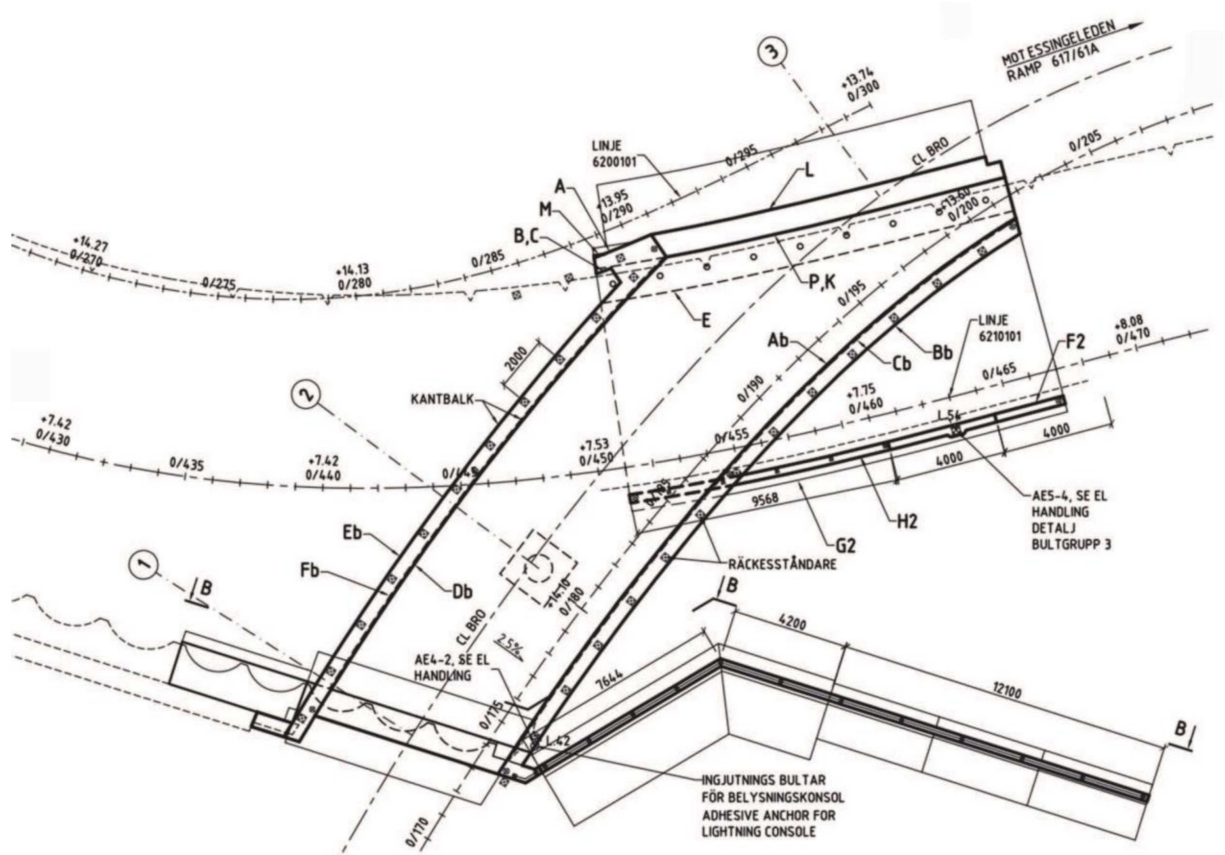 MOT ESSINGELEDEN
RAMP 617/61A
3
+13.74
0/300
LINJE
6200101
0/295
CL BRO
0/205
A
M
B,C
+13.95
0/290
L
+13.60
0/200
+14.27
0/270
0/275
+14.13
0/280
0/285
E
P,K
0/195
LINJE
6210101
+8.08
0/470
2000
Ab
Cb
Bb
F2
0/465
KANTBALK
2
0/190
+7.75
0/460
L.54
+7.42
0/430
0/435
+7.42
0/440
0/445
+7.53
0/450
0/455
4000
4000
9568
0/185
H2
G2
AE5-4, SE EL
HANDLING
DETALJ
BULTGRUPP 3
Eb
Fb
Db
RÄCKESSTÅNDARE
1
B
B
+14.10
0/180
CL BRO
2.5%
4200
AE4-2, SE EL
HANDLING
7644
12100
0/175
L.42
B
INGJUTNINGS BULTAR
FÖR BELYSNINGSKONSOL
ADHESIVE ANCHOR FOR
LIGHTNING CONSOLE
0/170